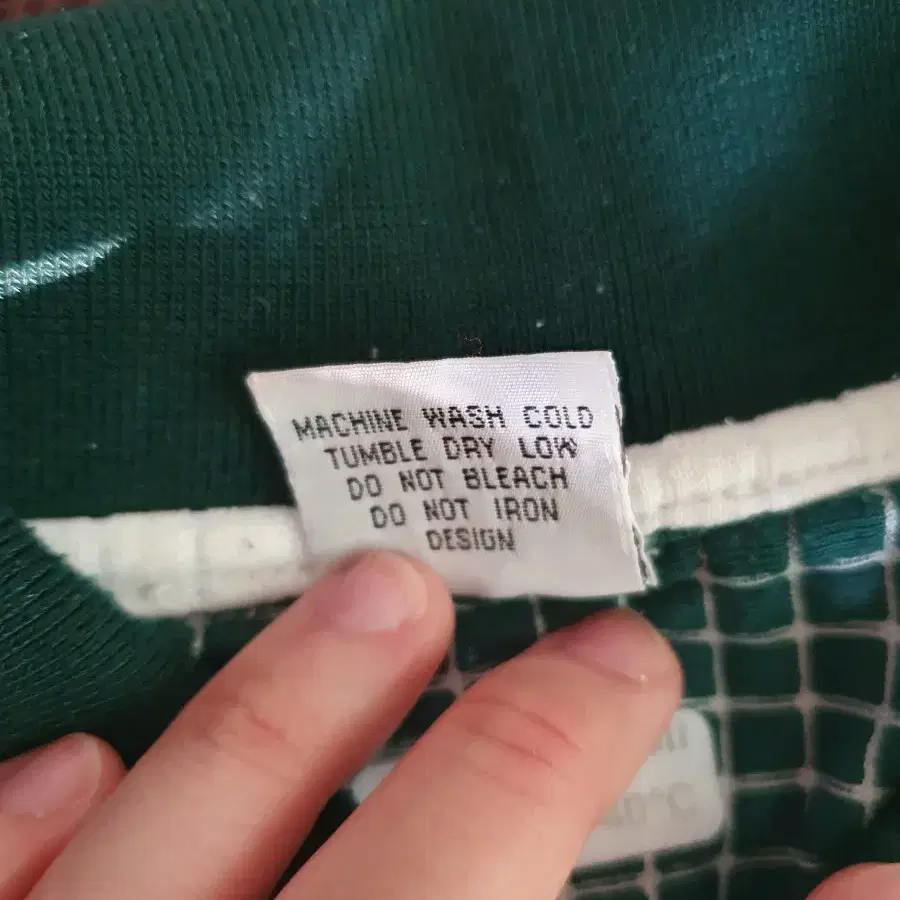 MACHINE WASH COLD
TUMBLE DRY LOW
DO NOT BLEACH
DO NOT IRON
DESIGN